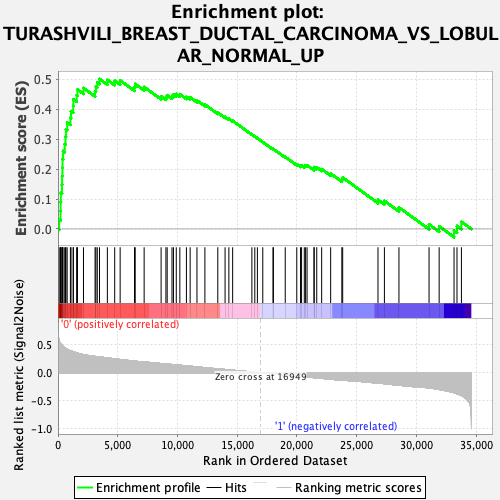 Enrichment plot:
TURASHVILI_BREAST_DUCTAL_CARCINOMA_VS_LOBUL
AR_NORMAL_UP
Enrichment score (ES)
0.5
0.4
0.3
0.2
0.1
0.0
Ranked list metric (Signal2Noise)
'0' (positively correlated)
0.5
0.0
-0.5
-1.0
Zero cross at 16949
'1' (negatively correlated)
0
5,000
10,000
15,000
20,000
25,000
30,000
35,000
Rank in Ordered Dataset
Enrichment profile
Hits
Ranking metric scores